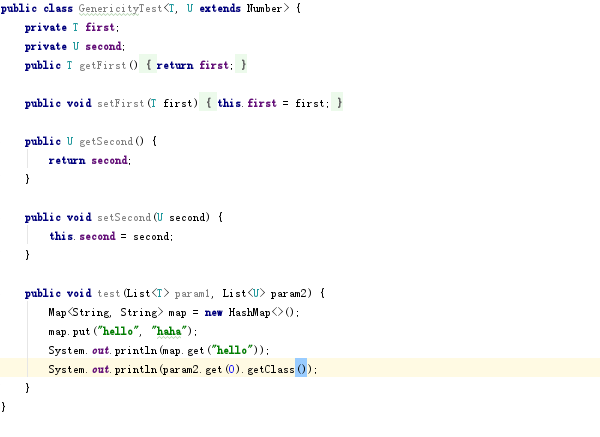 public class GenericityTest<T, U extends Number> {
private T first;
private U second;
public T getFirst() { return first; }
public void setFirst(T first) { this.first = first; }
public U getSecond() {
return second;
}
public void setSecond(U second) {
this.second = second;
}
public void test(List<T> param1, List<U> param2) {
Map<String, String> map = new HashMap<>();
map.put("hello", "haha");
System.out.println(map.get("hello"));
System.out.println(param2.get(0).getClass());
}
}